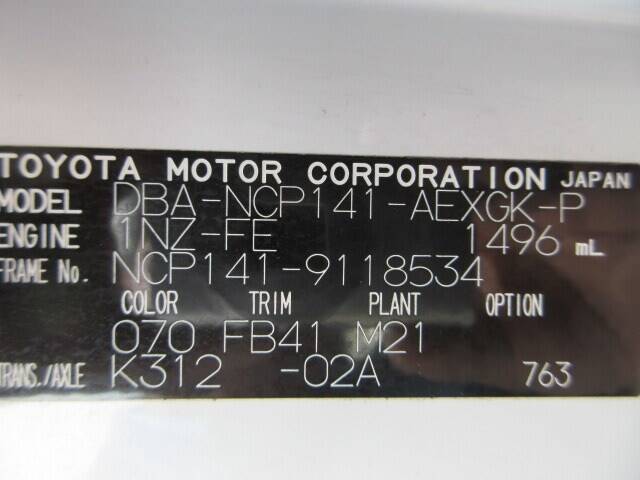 TOYOTA MOTOR CORPORATION JAPAN
MODEL DBA-NCP141-AEXGK-P
ENGINE 1NZ-FE 1496 mL
FRAME No. NCP141-9118534
COLOR TRIM PLANT OPTION
070 FB41 M21
TRANS./AXLE K312 -02A 763